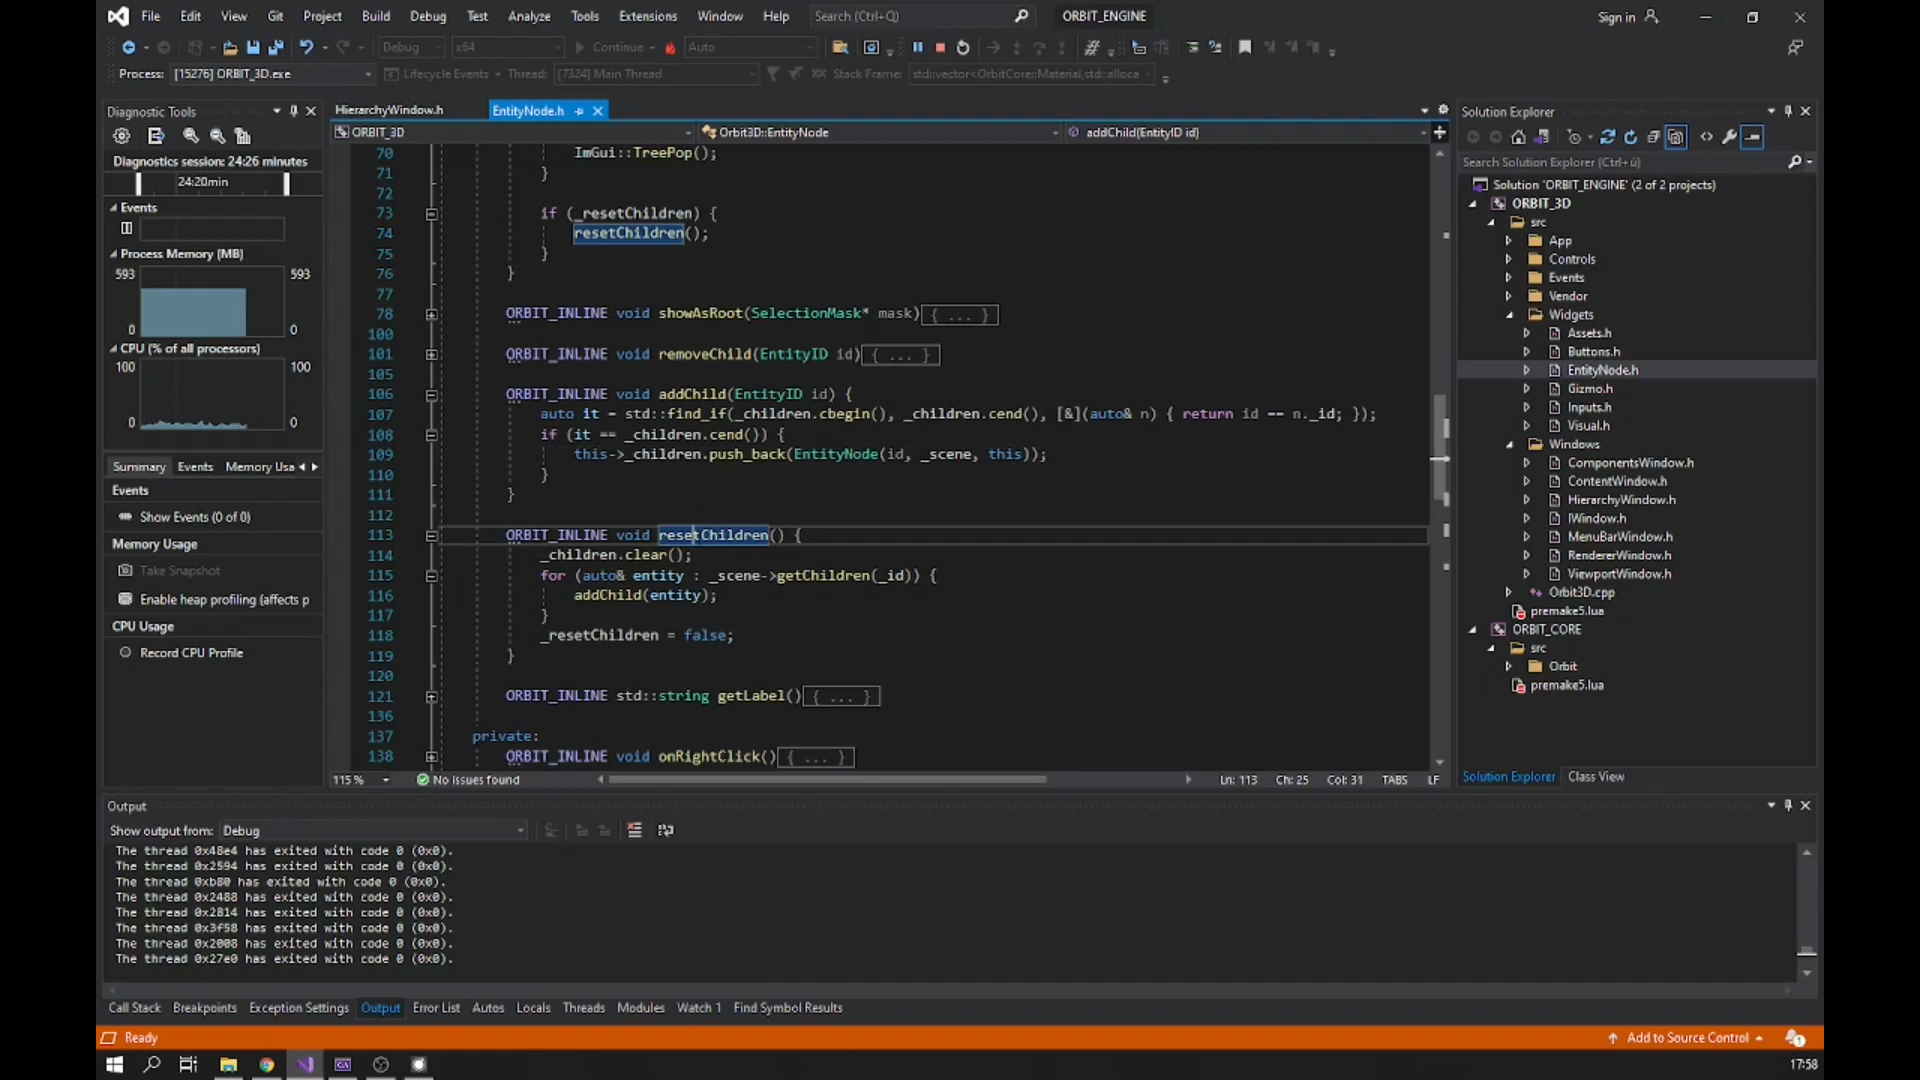 File Edit View Git Project Build Debug Test Analyze Tools Extensions Window Help Search (Ctrl+Q) ORBIT_ENGINE Sign in
Debug x64 Continue Auto
Process: [15276] ORBIT_3D.exe Lifecycle Events Thread: [7324] Main Thread Stack Frame: std::vector<OrbitCore::Material,std::alloca
Diagnostic Tools
Diagnostics session: 24:26 minutes
24:20min
Events
Process Memory (MB)
593 593
0 0
CPU (% of all processors)
100 100
0 0
Summary Events Memory Usa
Events
Show Events (0 of 0)
Memory Usage
Take Snapshot
Enable heap profiling (affects p
CPU Usage
Record CPU Profile
HierarchyWindow.h EntityNode.h
ORBIT_3D Orbit3D::EntityNode addChild(EntityID id)
70 ImGui::TreePop();
71 }
72
73 if (_resetChildren) {
74 resetChildren();
75 }
76 }
77
78 ORBIT_INLINE void showAsRoot(SelectionMask* mask){ ... }
100
101 ORBIT_INLINE void removeChild(EntityID id){ ... }
105
106 ORBIT_INLINE void addChild(EntityID id) {
107 auto it = std::find_if(_children.cbegin(), _children.cend(), [&](auto& n) { return id == n._id; });
108 if (it == _children.cend()) {
109 this->_children.push_back(EntityNode(id, _scene, this));
110 }
111 }
112
113 ORBIT_INLINE void resetChildren() {
114 _children.clear();
115 for (auto& entity : _scene->getChildren(_id)) {
116 addChild(entity);
117 }
118 _resetChildren = false;
119 }
120
121 ORBIT_INLINE std::string getLabel(){ ... }
136
137 private:
138 ORBIT_INLINE void onRightClick(){ ... }
115 % No issues found Ln: 113 Ch: 25 Col: 31 TABS LF
Solution Explorer
Search Solution Explorer (Ctrl+ü)
Solution 'ORBIT_ENGINE' (2 of 2 projects)
ORBIT_3D
src
App
Controls
Events
Vendor
Widgets
Assets.h
Buttons.h
EntityNode.h
Gizmo.h
Inputs.h
Visual.h
Windows
ComponentsWindow.h
ContentWindow.h
HierarchyWindow.h
IWindow.h
MenuBarWindow.h
RendererWindow.h
ViewportWindow.h
Orbit3D.cpp
premake5.lua
ORBIT_CORE
src
Orbit
premake5.lua
Solution Explorer Class View
Output
Show output from: Debug
The thread 0x48e4 has exited with code 0 (0x0).
The thread 0x2594 has exited with code 0 (0x0).
The thread 0xb80 has exited with code 0 (0x0).
The thread 0x2488 has exited with code 0 (0x0).
The thread 0x2814 has exited with code 0 (0x0).
The thread 0x3f58 has exited with code 0 (0x0).
The thread 0x2008 has exited with code 0 (0x0).
The thread 0x27e0 has exited with code 0 (0x0).
Call Stack Breakpoints Exception Settings Output Error List Autos Locals Threads Modules Watch 1 Find Symbol Results
Ready Add to Source Control 1
17:58